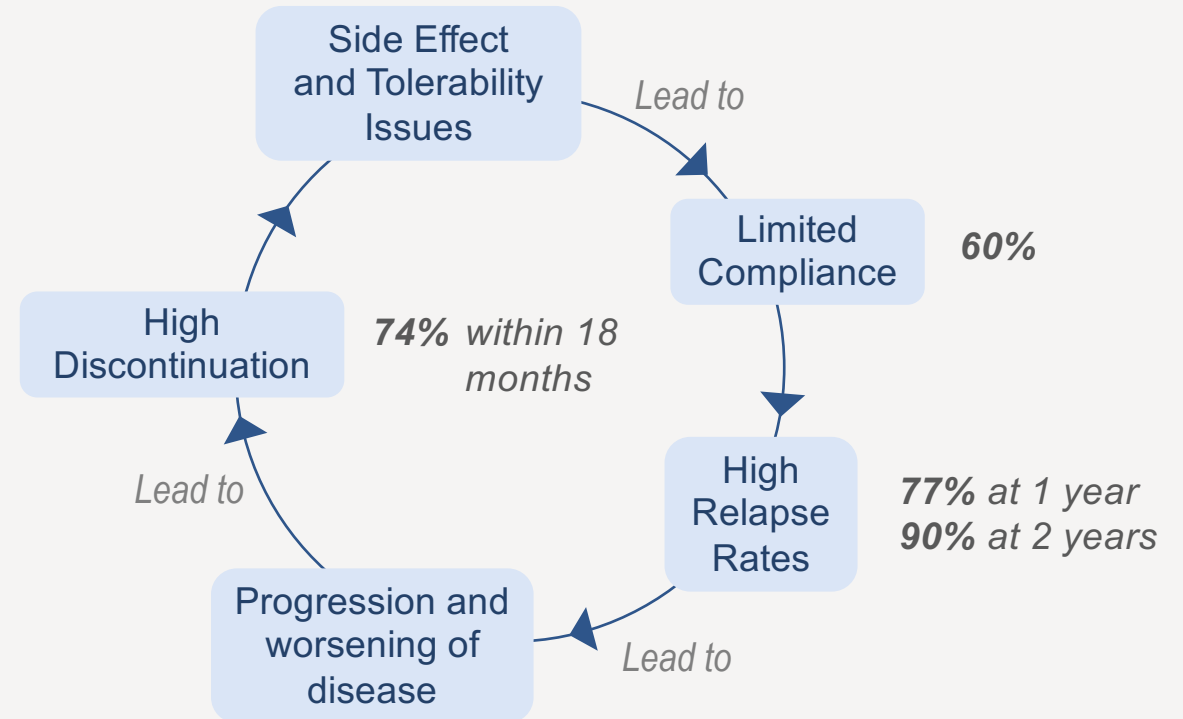 Side Effect
and Tolerability
Issues
Lead to
Limited
Compliance
60%
High
Relapse
Rates
77% at 1 year
90% at 2 years
Lead to
Progression and
worsening of
disease
Lead to
High
Discontinuation
74% within 18
months